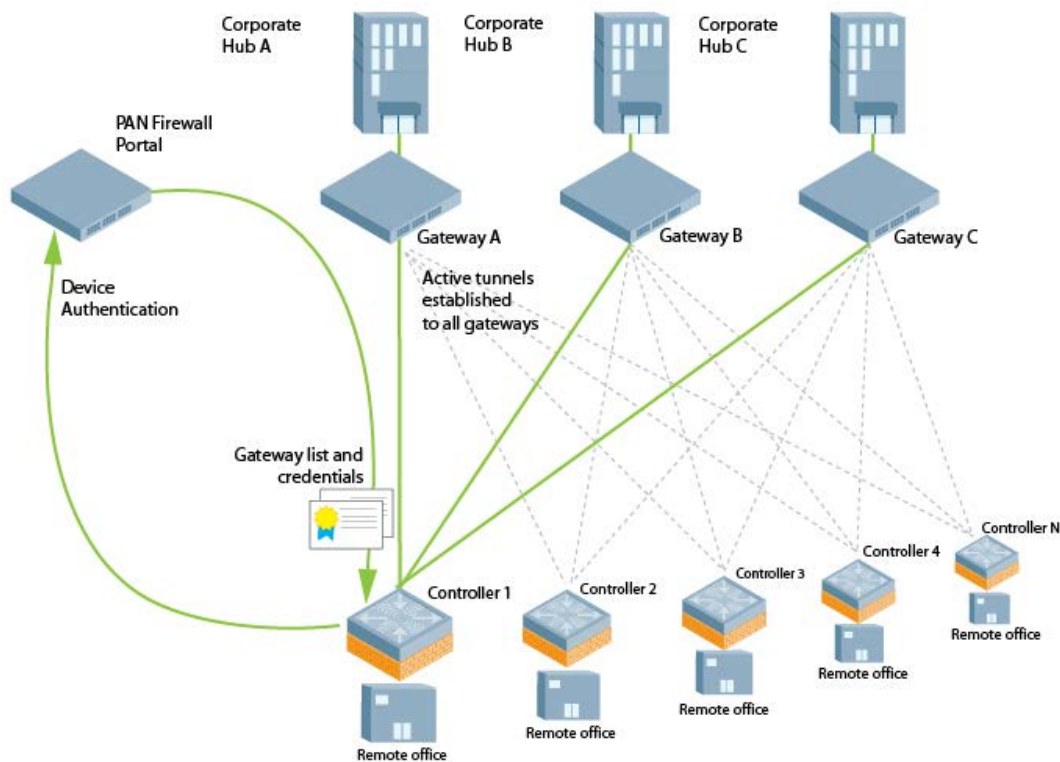 Corporate
Hub A
Corporate
Hub B
Corporate
Hub C
PAN Firewall
Portal
Gateway A
Gateway B
Gateway C
Device
Authentication
Active tunnels
established
to all gateways
Gateway list and
credentials
Controller 1
Controller 2
Controller 3
Controller 4
Controller N
Remote office
Remote office
Remote office
Remote office
Remote office